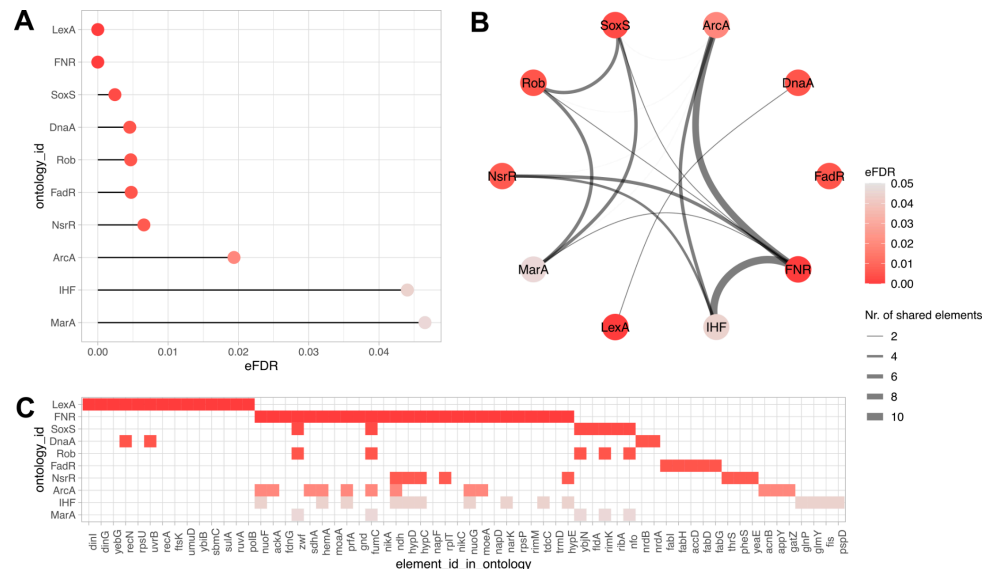 A
LexA
FNR
SoxS
DnaA
Rob
FadR
NsrR
ArcA
IHF
MarA
ontology_id
0.00
0.01
0.02
0.03
0.04
eFDR
B
SoxS
ArcA
Rob
DnaA
NsrR
FadR
MarA
FNR
LexA
IHF
eFDR
0.05
0.04
0.03
0.02
0.01
0.00
Nr. of shared elements
2
4
6
8
10
C
LexA
FNR
SoxS
DnaA
Rob
FadR
NsrR
ArcA
IHF
MarA
ontology_id
dinI
dinG
yebG
recN
rpsU
uvrB
recA
ftsK
umuD
ybiB
sbmC
sulA
ruvA
polB
nuoF
ackA
fdnG
zwf
sdhA
hemA
moaA
prfA
gnd
fumC
nikA
ndh
hypD
hypC
napF
rplT
nikC
nuoG
moeA
napD
narK
rpsP
rimM
tdcC
trmD
hypE
ybjN
fldA
rimK
ribA
nfo
nrdB
nrdA
fabI
fabH
accD
fabD
fabG
thrS
pheS
yeaE
acnB
appY
gatZ
glnP
glmY
fis
pspD
element_id_in_ontology